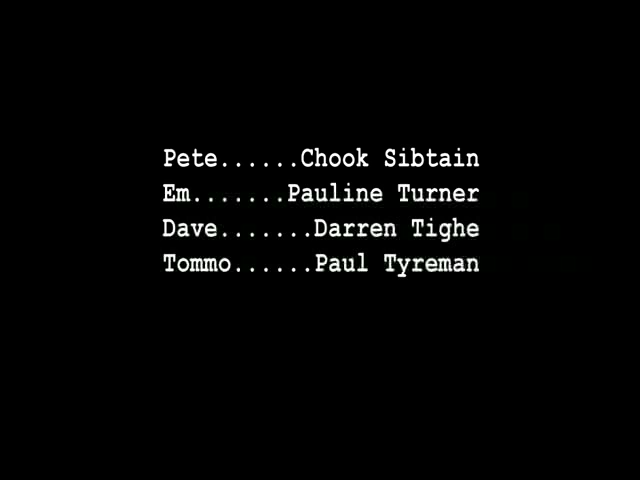 Pete......Chook Sibtain
Em.......Pauline Turner
Dave.......Darren Tighe
Tommo......Paul Tyreman